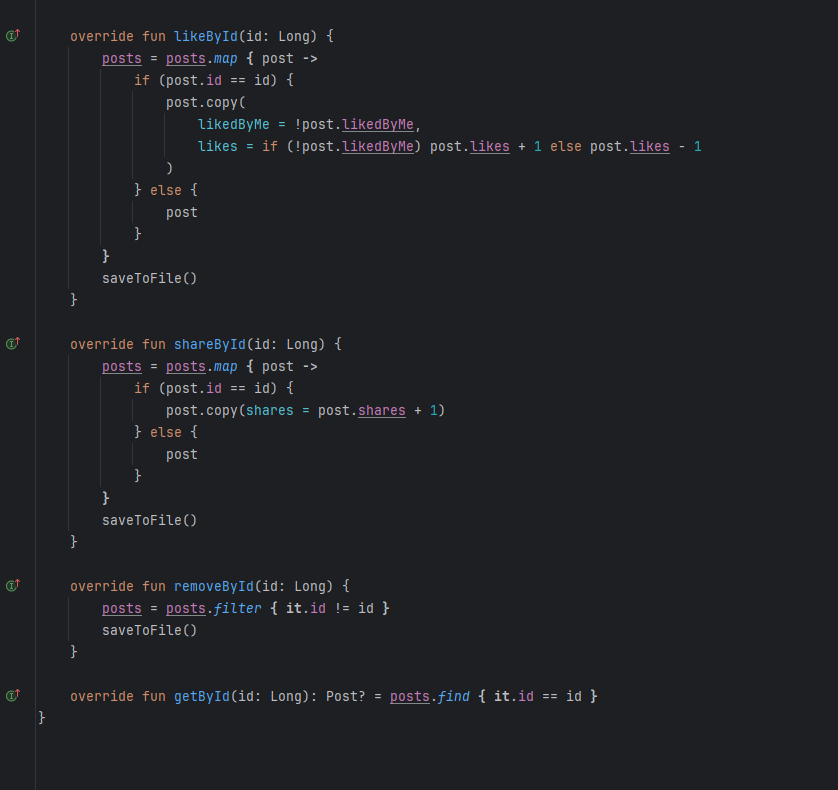 override fun likeById(id: Long) {
posts = posts.map { post ->
if (post.id == id) {
post.copy(
likedByMe = !post.likedByMe,
likes = if (!post.likedByMe) post.likes + 1 else post.likes - 1
)
} else {
post
}
}
saveToFile()
}
override fun shareById(id: Long) {
posts = posts.map { post ->
if (post.id == id) {
post.copy(shares = post.shares + 1)
} else {
post
}
}
saveToFile()
}
override fun removeById(id: Long) {
posts = posts.filter { it.id != id }
saveToFile()
}
override fun getById(id: Long): Post? = posts.find { it.id == id }
}